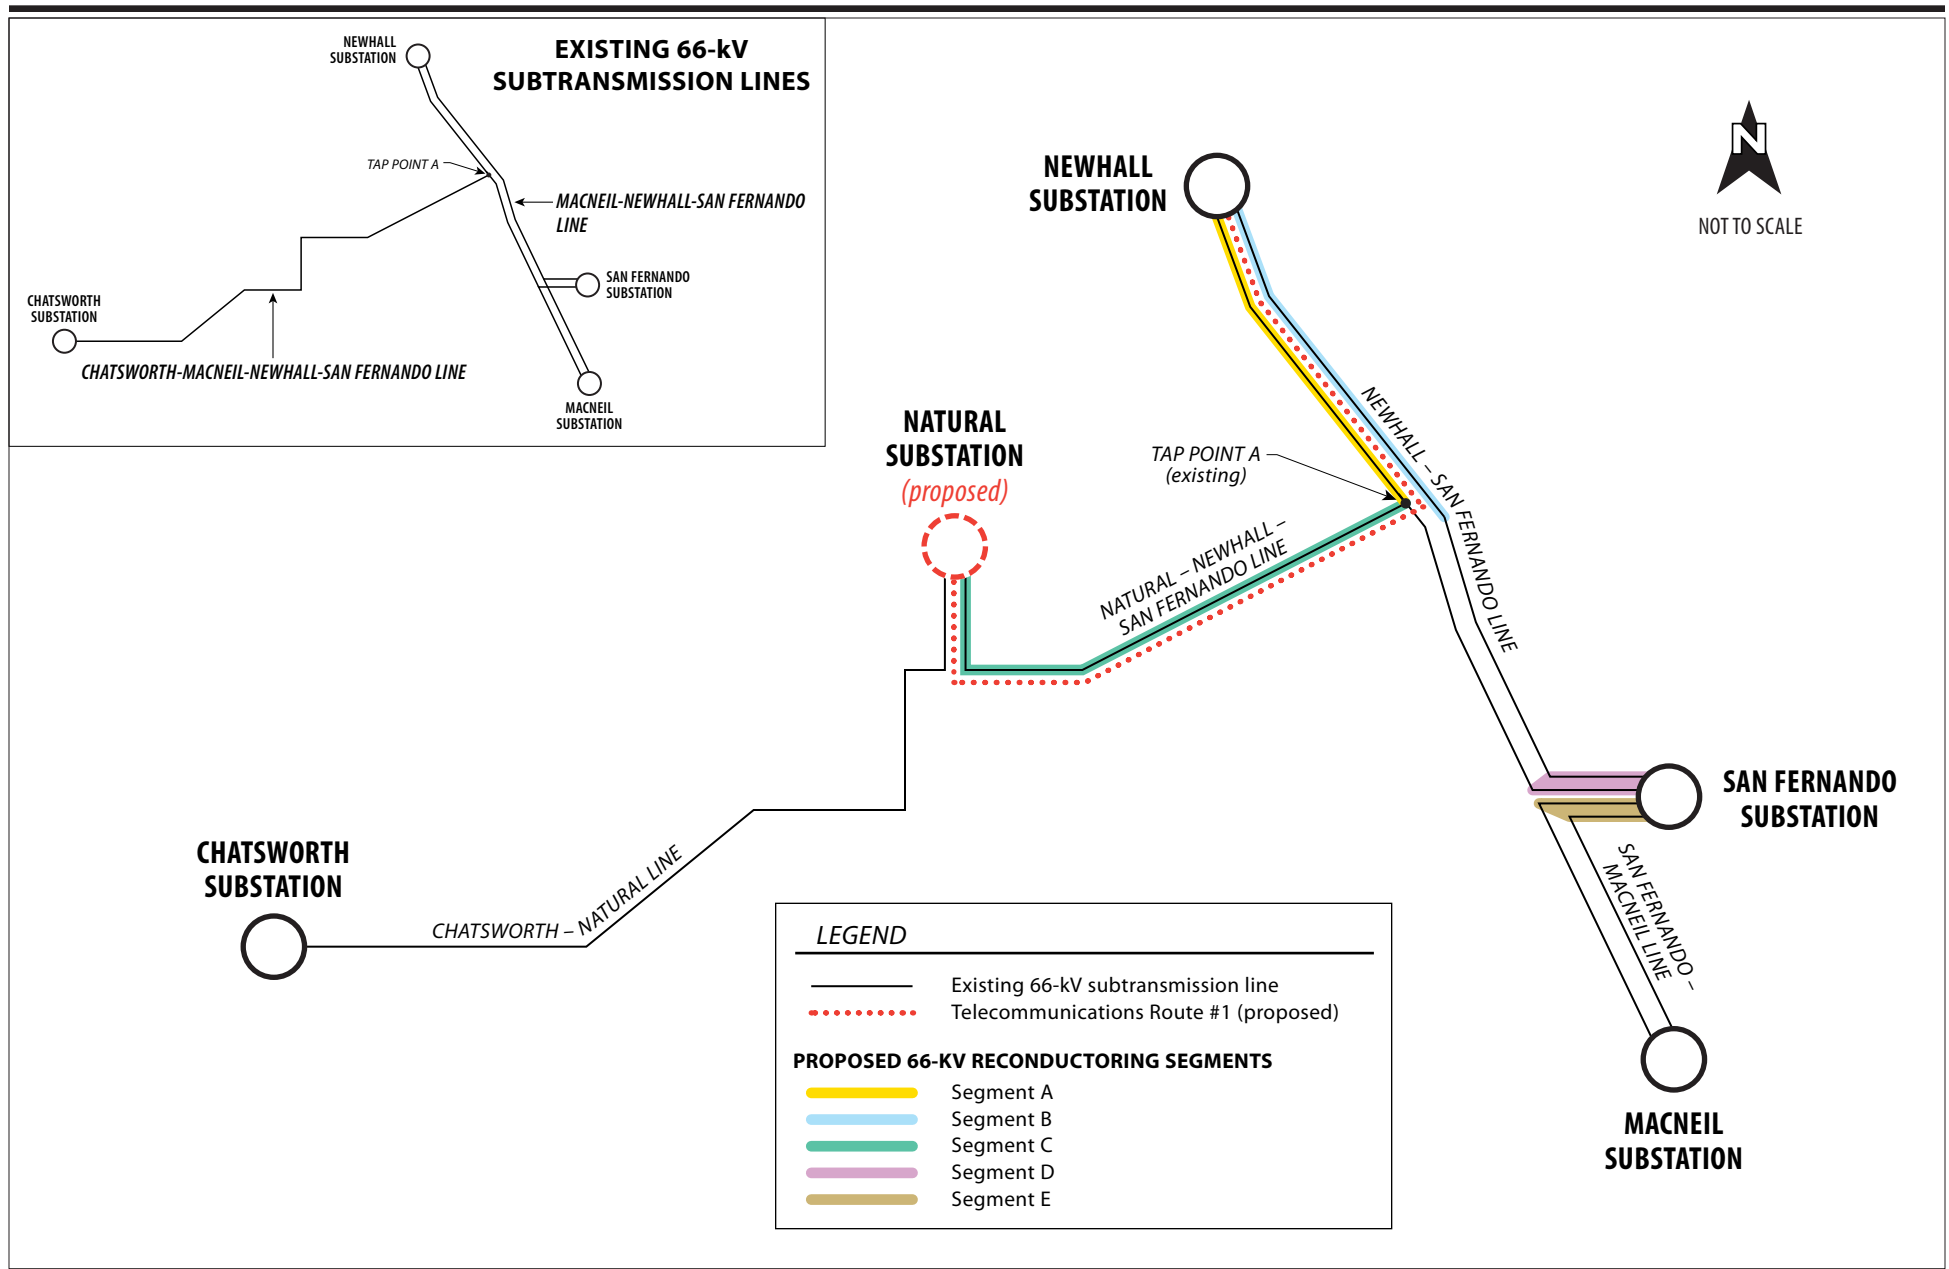 EXISTING 66-kV
SUBTRANSMISSION LINES
NEWHALL
SUBSTATION
TAP POINT A
MACNEIL-NEWHALL-SAN FERNANDO
LINE
SAN FERNANDO
SUBSTATION
CHATSWORTH
SUBSTATION
CHATSWORTH-MACNEIL-NEWHALL-SAN FERNANDO LINE
MACNEIL
SUBSTATION
N
NOT TO SCALE
NEWHALL
SUBSTATION
NATURAL
SUBSTATION
(proposed)
TAP POINT A
(existing)
NEWHALL – SAN FERNANDO LINE
NATURAL – NEWHALL –
SAN FERNANDO LINE
SAN FERNANDO
SUBSTATION
CHATSWORTH
SUBSTATION
CHATSWORTH – NATURAL LINE
SAN FERNANDO –
MACNEIL LINE
MACNEIL
SUBSTATION
LEGEND
Existing 66-kV subtransmission line
Telecommunications Route #1 (proposed)
PROPOSED 66-KV RECONDUCTORING SEGMENTS
Segment A
Segment B
Segment C
Segment D
Segment E